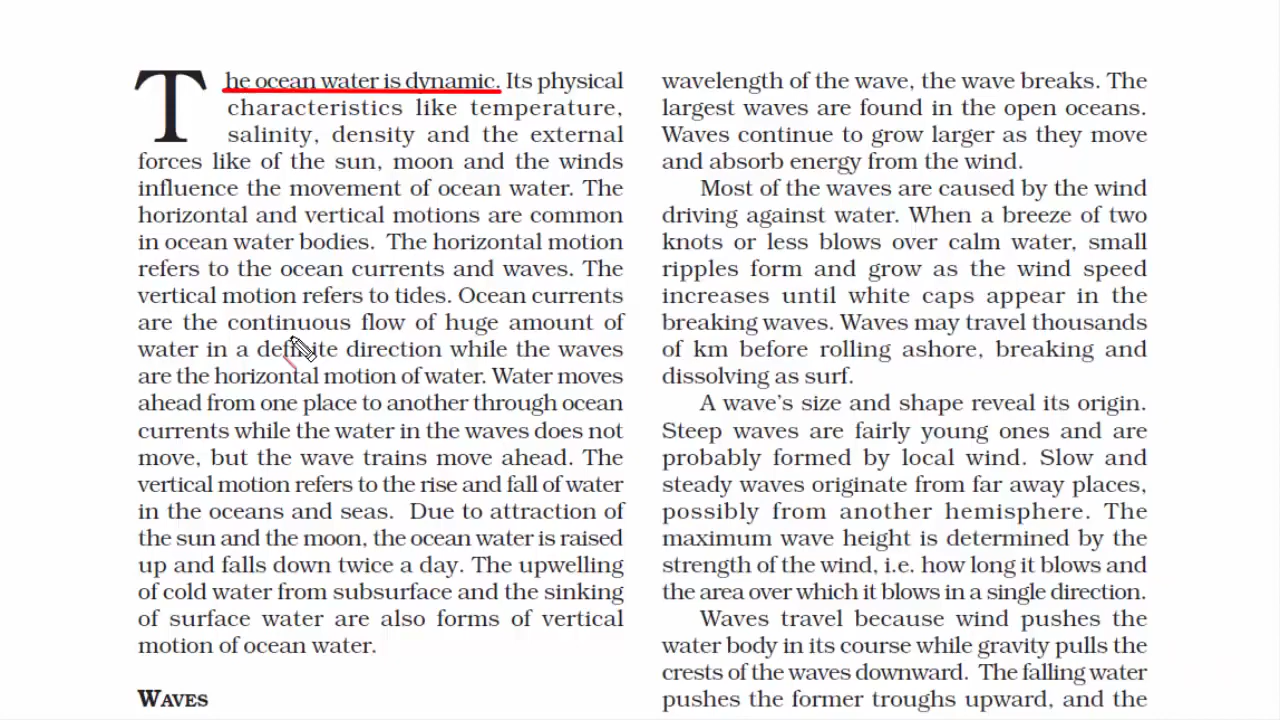 The ocean water is dynamic. Its physical
characteristics like temperature,
salinity, density and the external
forces like of the sun, moon and the winds
influence the movement of ocean water. The
horizontal and vertical motions are common
in ocean water bodies. The horizontal motion
refers to the ocean currents and waves. The
vertical motion refers to tides. Ocean currents
are the continuous flow of huge amount of
water in a definite direction while the waves
are the horizontal motion of water. Water moves
ahead from one place to another through ocean
currents while the water in the waves does not
move, but the wave trains move ahead. The
vertical motion refers to the rise and fall of water
in the oceans and seas. Due to attraction of
the sun and the moon, the ocean water is raised
up and falls down twice a day. The upwelling
of cold water from subsurface and the sinking
of surface water are also forms of vertical
motion of ocean water.
WAVES
wavelength of the wave, the wave breaks. The
largest waves are found in the open oceans.
Waves continue to grow larger as they move
and absorb energy from the wind.
Most of the waves are caused by the wind
driving against water. When a breeze of two
knots or less blows over calm water, small
ripples form and grow as the wind speed
increases until white caps appear in the
breaking waves. Waves may travel thousands
of km before rolling ashore, breaking and
dissolving as surf.
A wave's size and shape reveal its origin.
Steep waves are fairly young ones and are
probably formed by local wind. Slow and
steady waves originate from far away places,
possibly from another hemisphere. The
maximum wave height is determined by the
strength of the wind, i.e. how long it blows and
the area over which it blows in a single direction.
Waves travel because wind pushes the
water body in its course while gravity pulls the
crests of the waves downward. The falling water
pushes the former troughs upward, and the